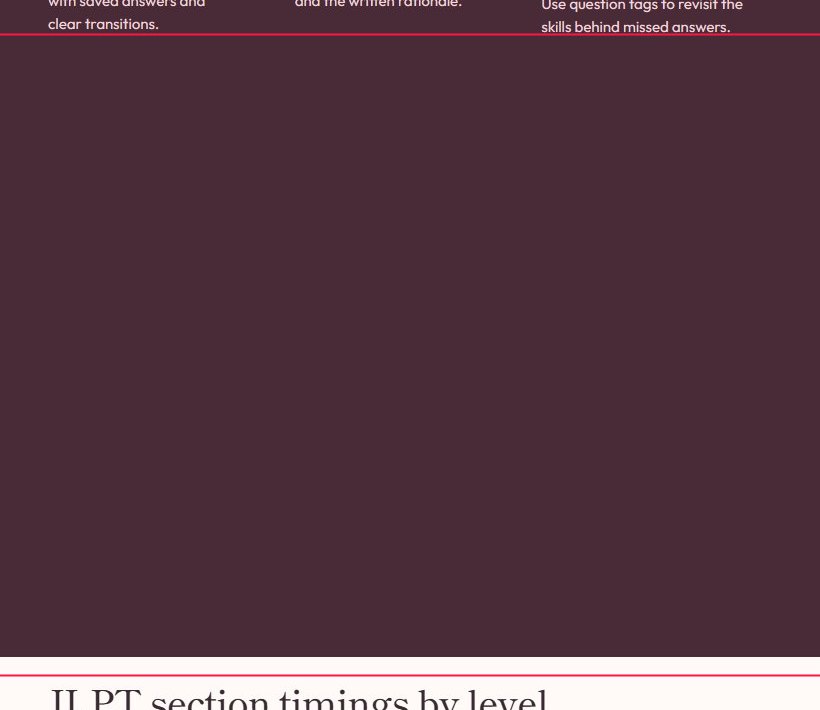 with saved answers and
clear transitions.
and the written rationale.
Use question tags to revisit the
skills behind missed answers.
JLPT section timings by level